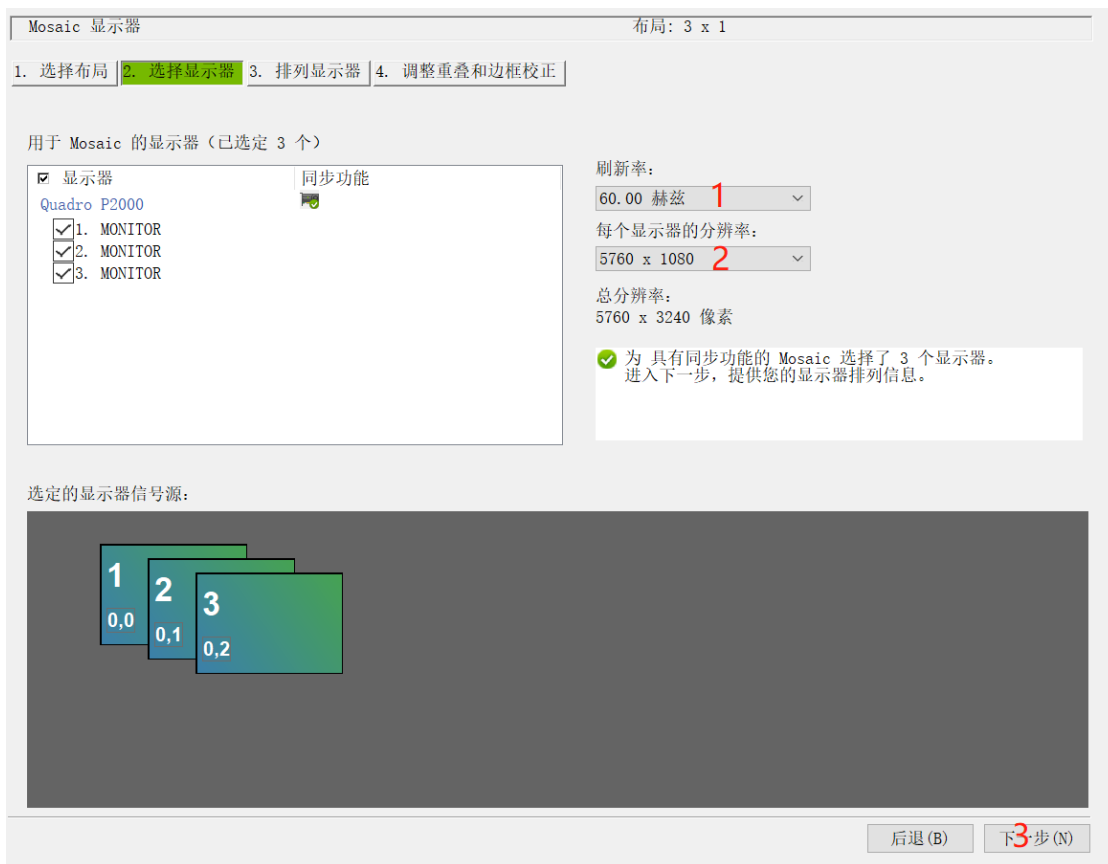 Mosaic 显示器 布局: 3 x 1
1. 选择布局 2. 选择显示器 3. 排列显示器 4. 调整重叠和边框校正
用于 Mosaic 的显示器（已选定 3 个）
显示器 同步功能
Quadro P2000
1. MONITOR
2. MONITOR
3. MONITOR
刷新率:
60.00 赫兹 1
每个显示器的分辨率:
5760 x 1080 2
总分辨率:
5760 x 3240 像素
为 具有同步功能的 Mosaic 选择了 3 个显示器。
进入下一步, 提供您的显示器排列信息。
选定的显示器信号源:
1
0,0
2
0,1
3
0,2
后退(B) 下一步(N) 3